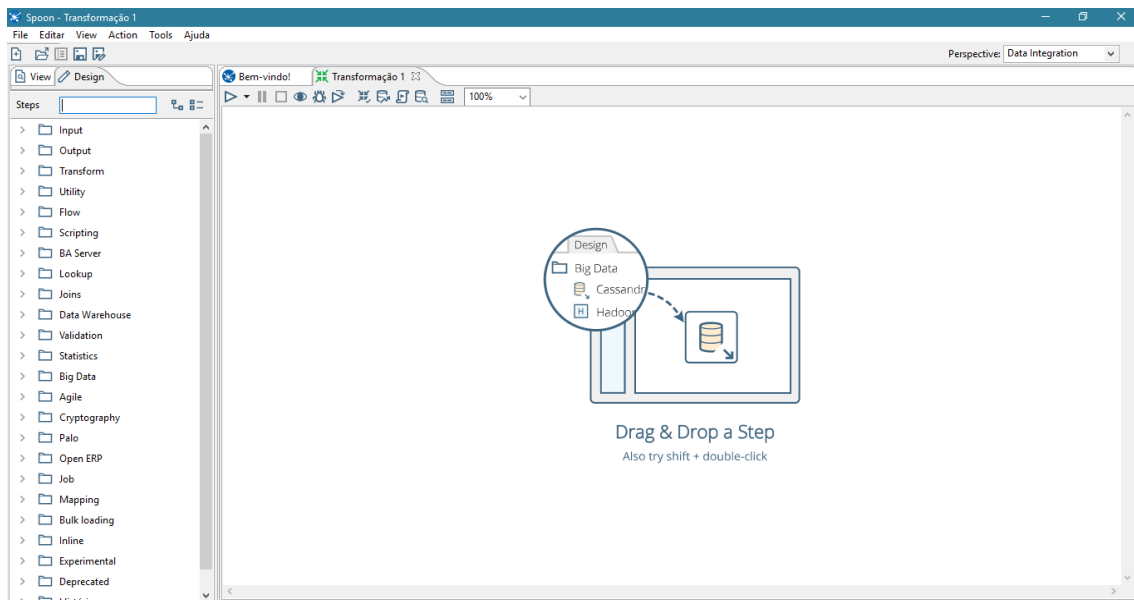 Spoon - Transformação 1
File Editar View Action Tools Ajuda
Perspective: Data Integration
View Design
Bem-vindo! Transformação 1
Steps
100%
Input
Output
Transform
Utility
Flow
Scripting
BA Server
Lookup
Joins
Data Warehouse
Validation
Statistics
Big Data
Agile
Cryptography
Palo
Open ERP
Job
Mapping
Bulk loading
Inline
Experimental
Deprecated
Design
Big Data
Cassandr
H Hadoop
Drag & Drop a Step
Also try shift + double-click